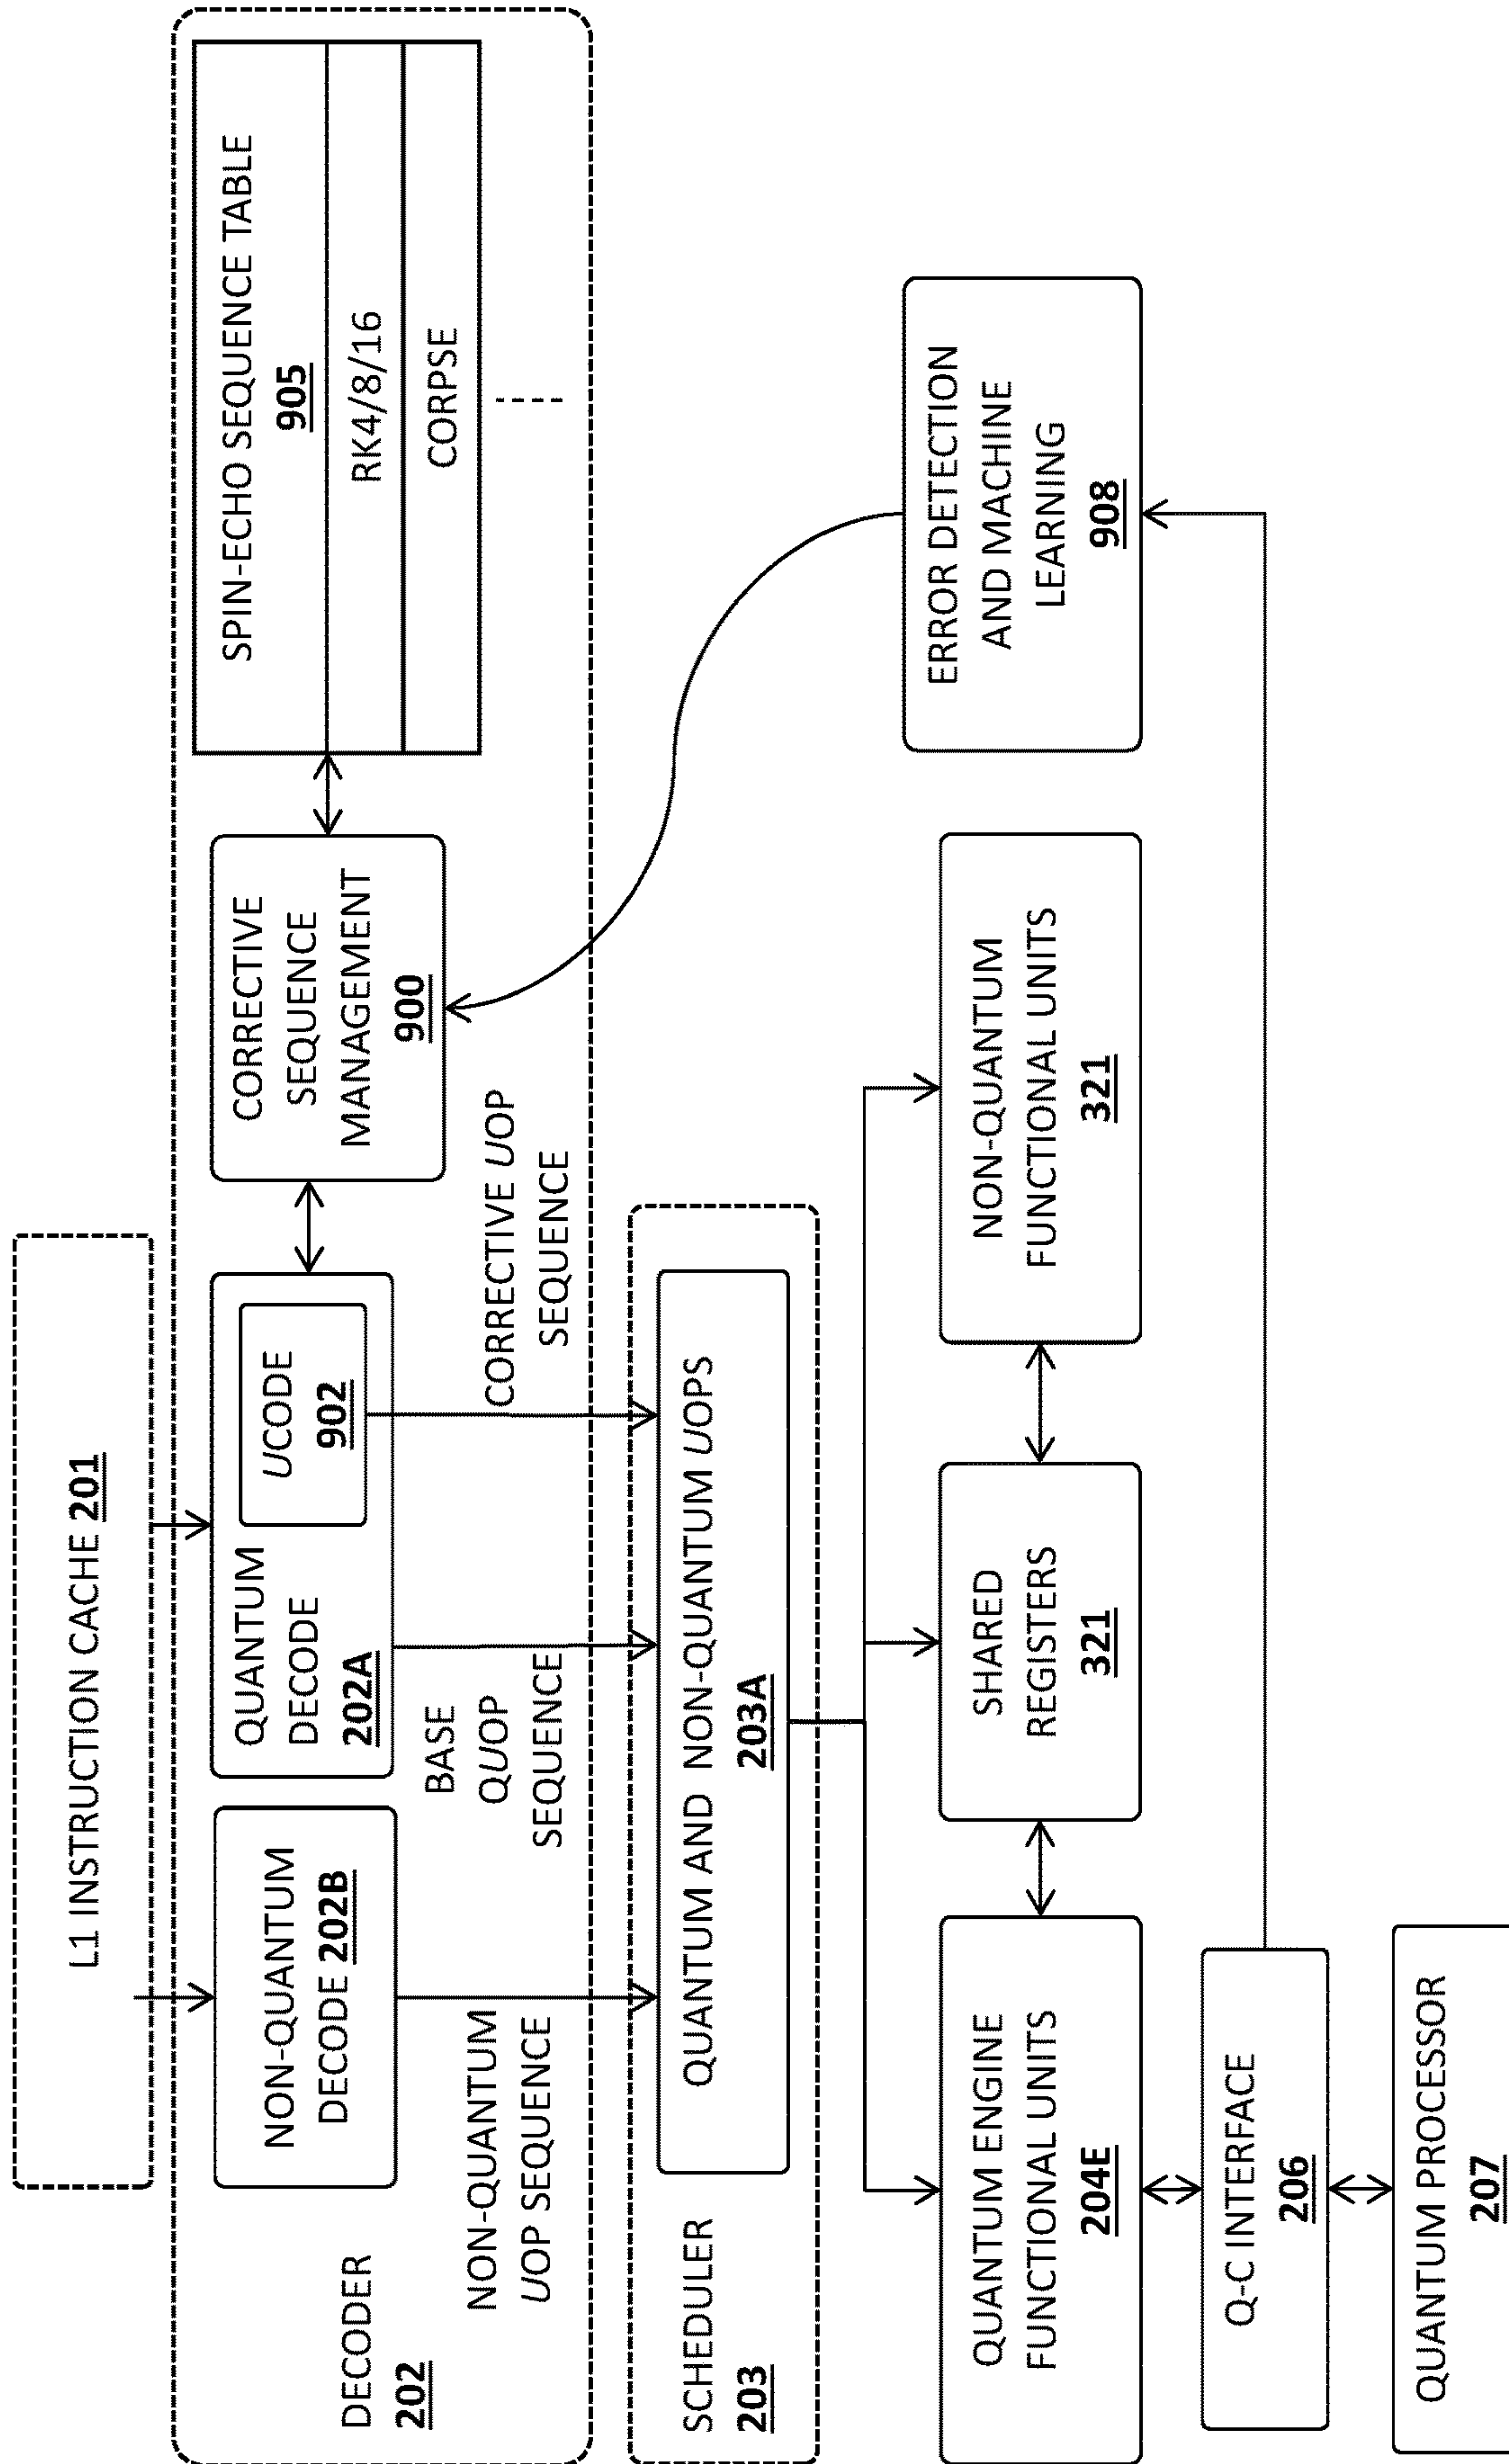 L1 INSTRUCTION CACHE 201
DECODER
202
NON-QUANTUM
DECODE 202B
QUANTUM
DECODE
202A
UCODE
902
CORRECTIVE
SEQUENCE
MANAGEMENT
900
SPIN-ECHO SEQUENCE TABLE
905
RK4/8/16
CORPSE
NON-QUANTUM
UOP SEQUENCE
BASE
QUOP
SEQUENCE
CORRECTIVE UOP
SEQUENCE
SCHEDULER
203
QUANTUM AND NON-QUANTUM UOPS
203A
QUANTUM ENGINE
FUNCTIONAL UNITS
204E
SHARED
REGISTERS
321
NON-QUANTUM
FUNCTIONAL UNITS
321
ERROR DETECTION
AND MACHINE
LEARNING
908
Q-C INTERFACE
206
QUANTUM PROCESSOR
207